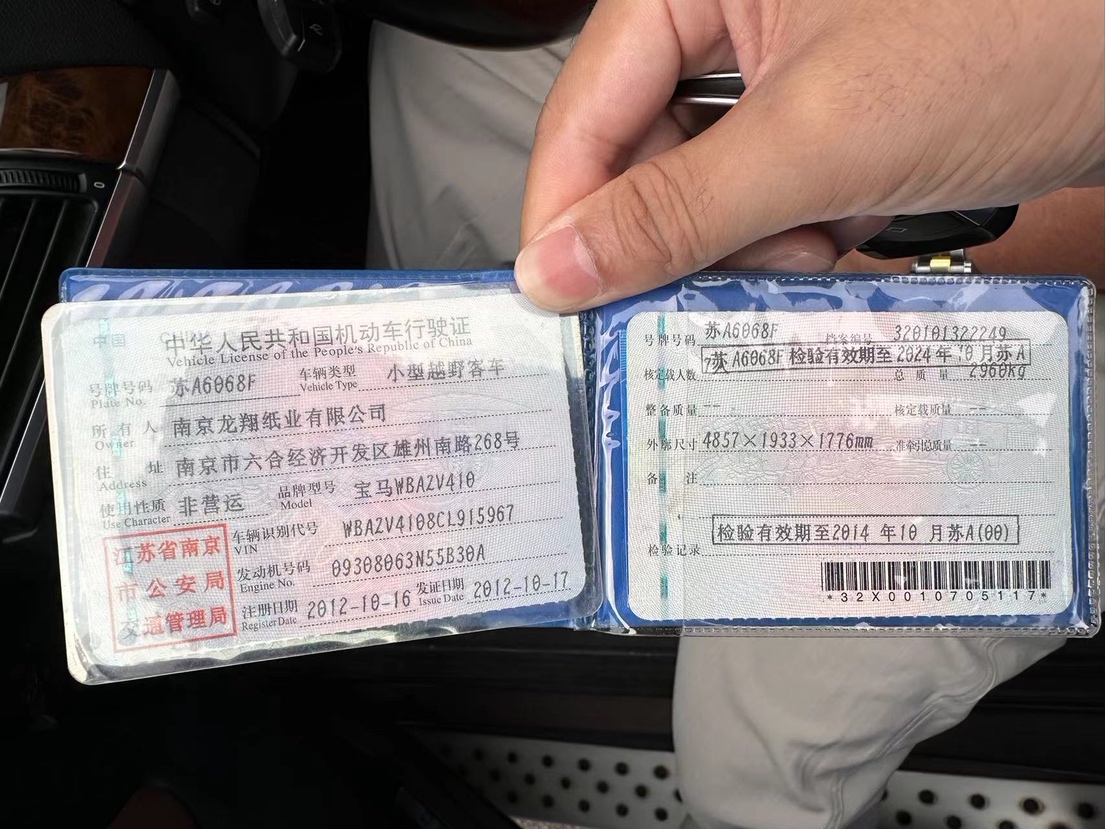 中国 中华人民共和国机动车行驶证
Vehicle License of the People's Republic of China
号牌号码 苏A6068F 车辆类型 小型越野客车
Plate No. Vehicle Type
所有人 南京龙翔纸业有限公司
Owner
住址 南京市六合经济开发区雄州南路268号
Address
使用性质 非营运 品牌型号 宝马WBAZV410
Use Character Model
江苏省南京
市公安局
交通管理局
车辆识别代号 WBAZV4108CL915967
VIN
发动机号码 09308063N55B30A
Engine No.
注册日期 2012-10-16 发证日期 2012-10-17
Register Date Issue Date
号牌号码 苏A6068F 档案编号 320101322249
苏A6068F 检验有效期至2024年10月苏A
核定载人数 总质量 2960kg
整备质量 -- 核定载质量 --
外廓尺寸 4857×1933×1776mm 准牵引总质量 --
备注
检验有效期至2014年10月苏A(00)
检验记录
*32X0010705117*
0